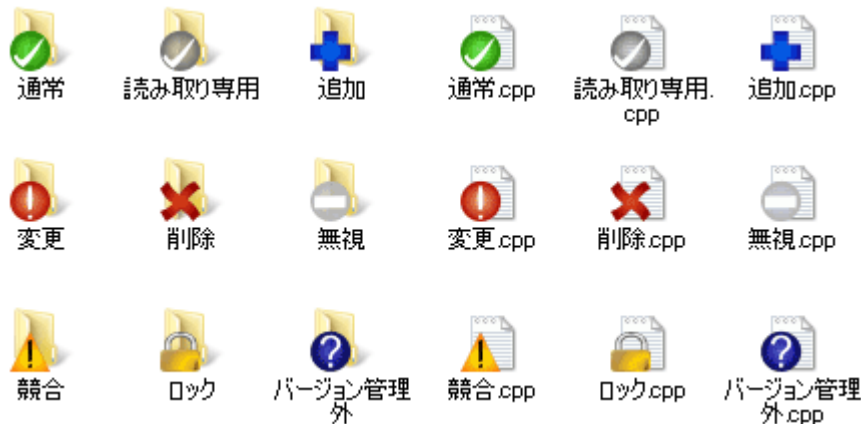 通常
読み取り専用
追加
通常.cpp
読み取り専用.
cpp
追加.cpp
変更
削除
無視
変更.cpp
削除.cpp
無視.cpp
競合
ロック
バージョン管理
外
競合.cpp
ロック.cpp
バージョン管理
外.cpp